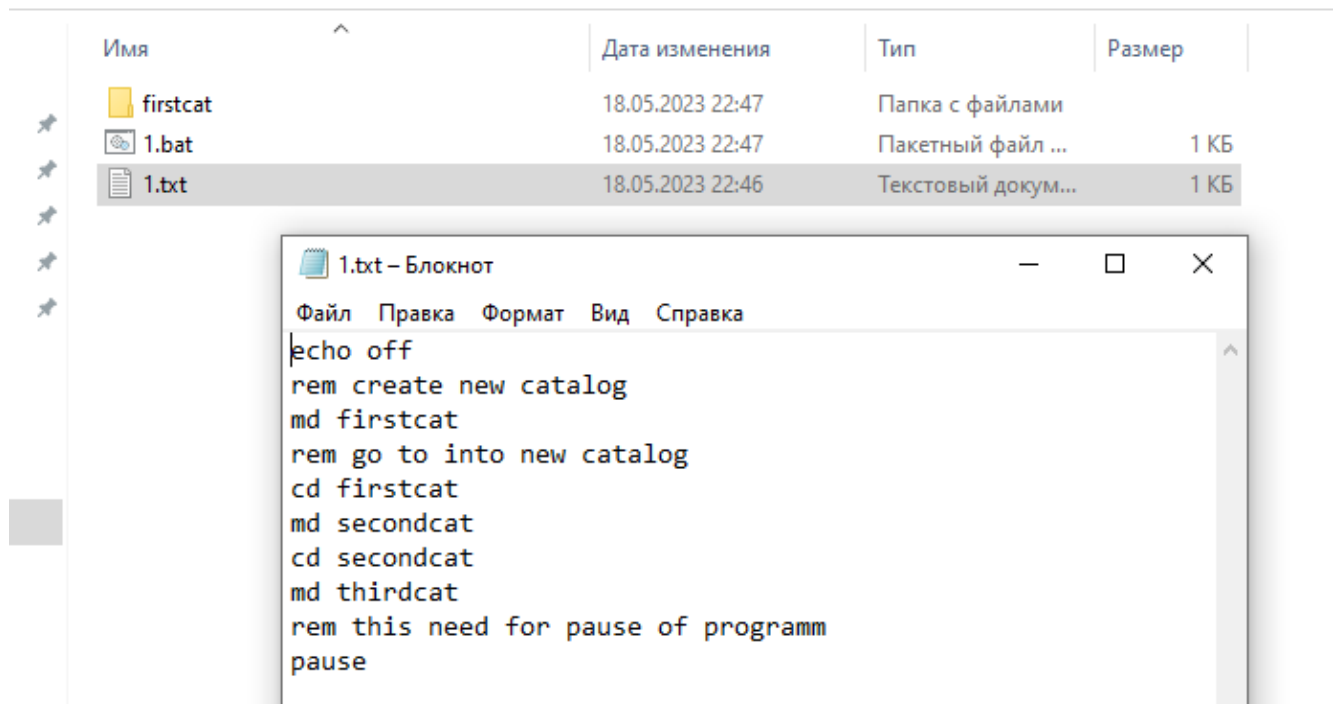 Имя Дата изменения Тип Размер
firstcat 18.05.2023 22:47 Папка с файлами
1.bat 18.05.2023 22:47 Пакетный файл ... 1 КБ
1.txt 18.05.2023 22:46 Текстовый докум... 1 КБ
1.txt – Блокнот
Файл Правка Формат Вид Справка
echo off
rem create new catalog
md firstcat
rem go to into new catalog
cd firstcat
md secondcat
cd secondcat
md thirdcat
rem this need for pause of programm
pause